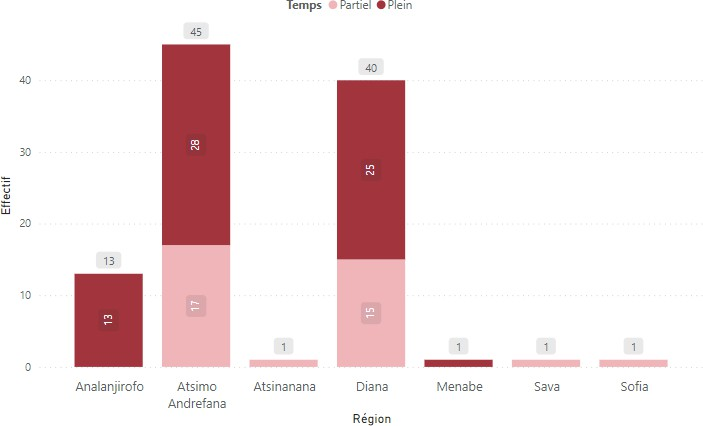 Temps Partiel Plein
Effectif
40
30
20
10
0
13
13
45
28
17
1
40
25
15
1
1
1
Analanjirofo
Atsimo
Andrefana
Atsinanana
Diana
Menabe
Sava
Sofia
Région